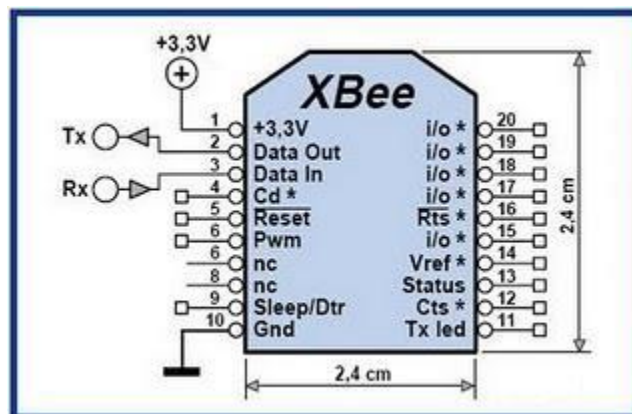 +3,3V
XBee
1 +3,3V i/o * 20
Tx 2 Data Out i/o * 19
3 Data In i/o * 18
Rx 4 Cd * i/o * 17
5 Reset Rts * 16
6 Pwm i/o * 15
6 nc Vref * 14
8 nc Status 13
9 Sleep/Dtr Cts * 12
10 Gnd Tx led 11
2,4 cm
2,4 cm